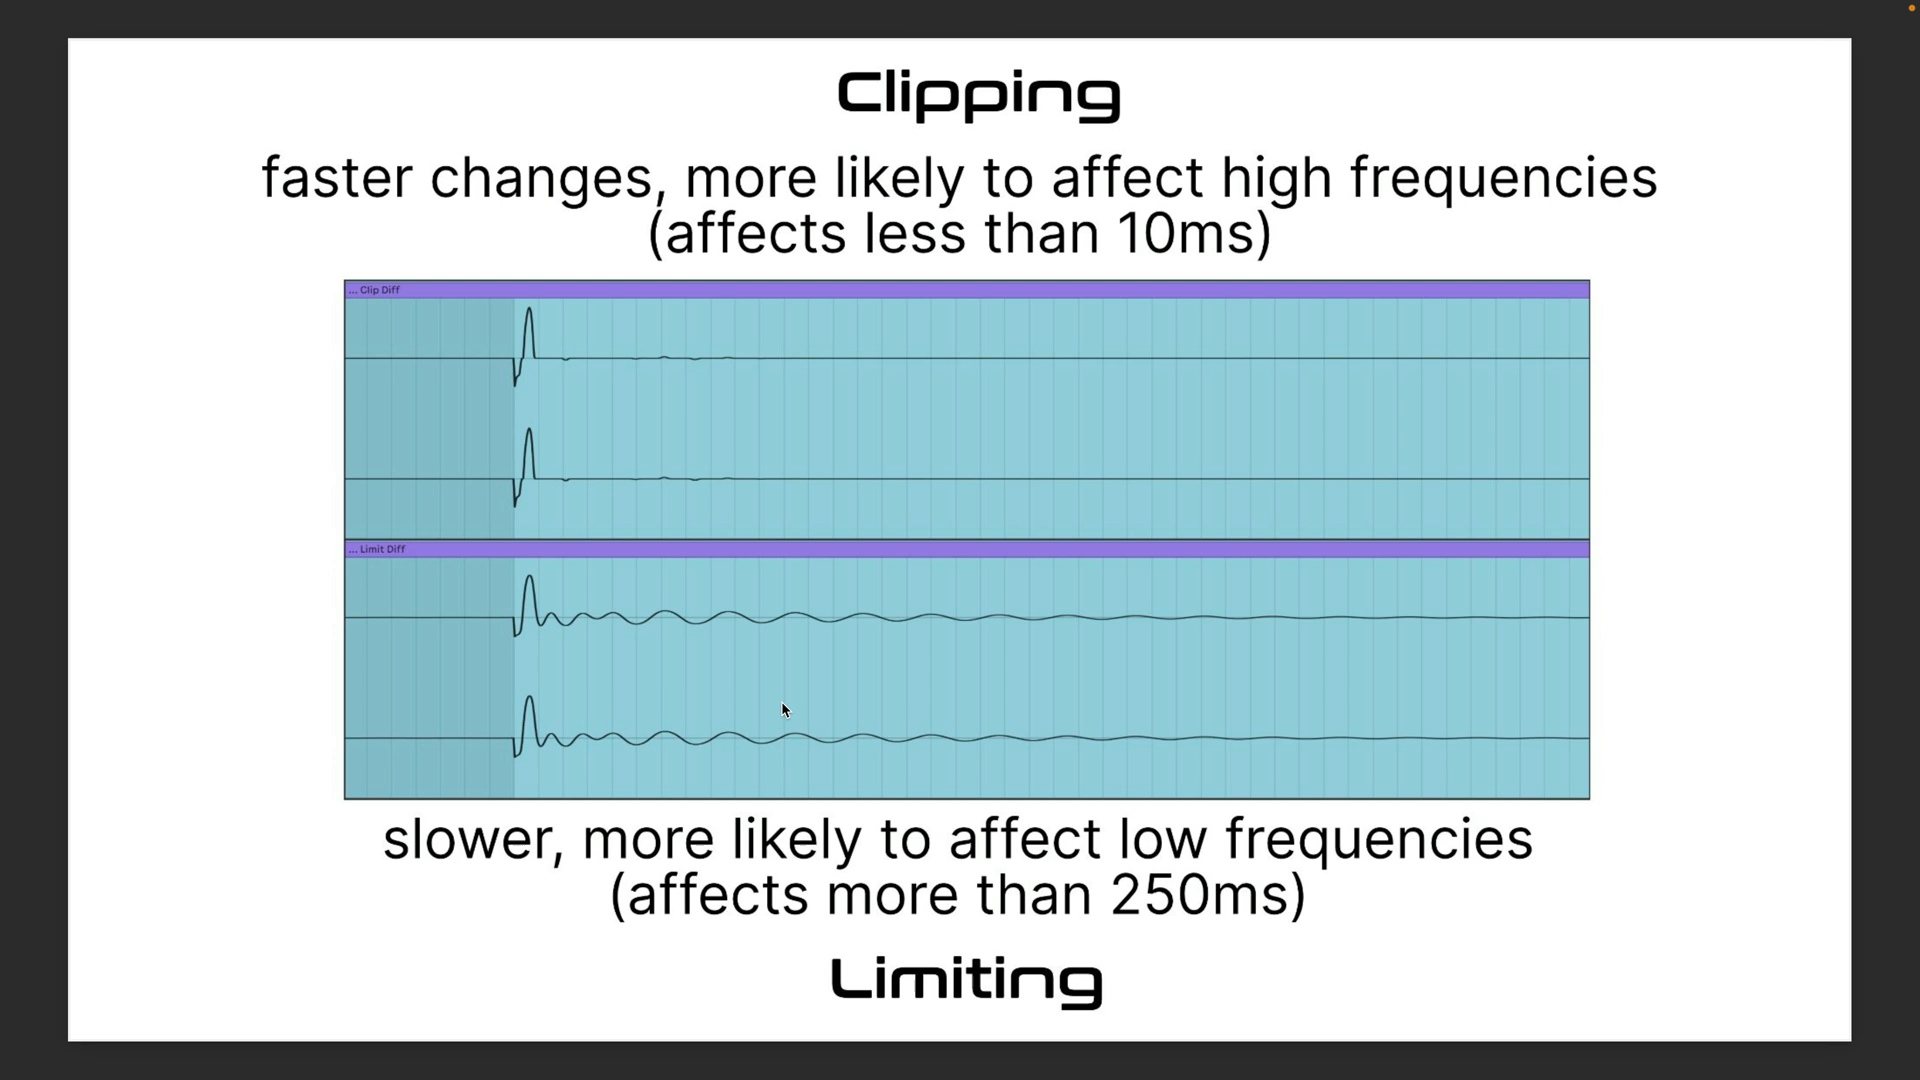 Clipping
faster changes, more likely to affect high frequencies
(affects less than 10ms)
... Clip Diff
... Limit Diff
slower, more likely to affect low frequencies
(affects more than 250ms)
Limiting